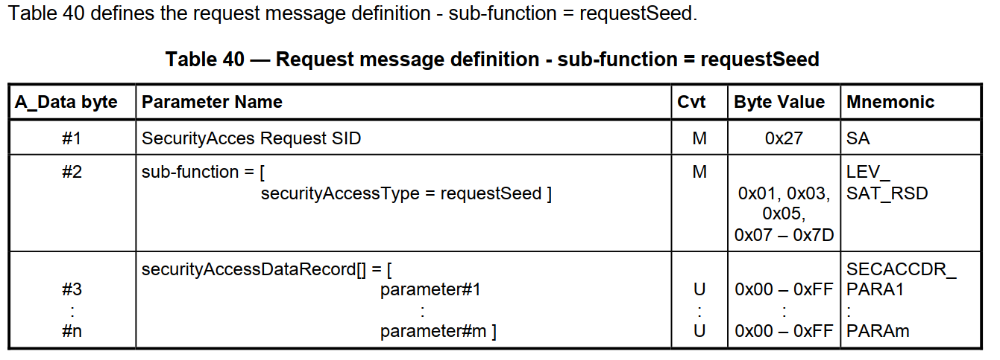 Table 40 defines the request message definition - sub-function = requestSeed.
Table 40 — Request message definition - sub-function = requestSeed
A_Data byte Parameter Name Cvt Byte Value Mnemonic
#1 SecurityAcces Request SID M 0x27 SA
#2 sub-function = [ M LEV_
securityAccessType = requestSeed ] 0x01, 0x03, SAT_RSD
0x05,
0x07 – 0x7D
securityAccessDataRecord[] = [ SECACCDR_
#3 parameter#1 U 0x00 – 0xFF PARA1
: : : : :
#n parameter#m ] U 0x00 – 0xFF PARAm